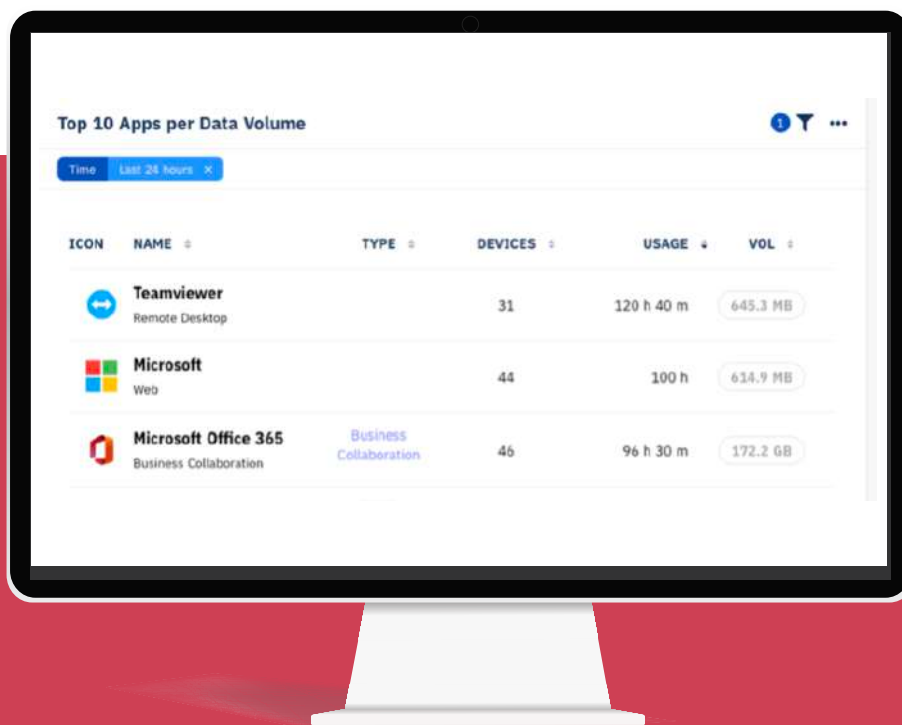 Top 10 Apps per Data Volume
1
Time Last 24 hours ×
ICON NAME TYPE DEVICES USAGE VOL
Teamviewer
Remote Desktop
31 120 h 40 m 645.3 MB
Microsoft
Web
44 100 h 614.9 MB
Microsoft Office 365
Business Collaboration
Business
Collaboration
46 96 h 30 m 172.2 GB